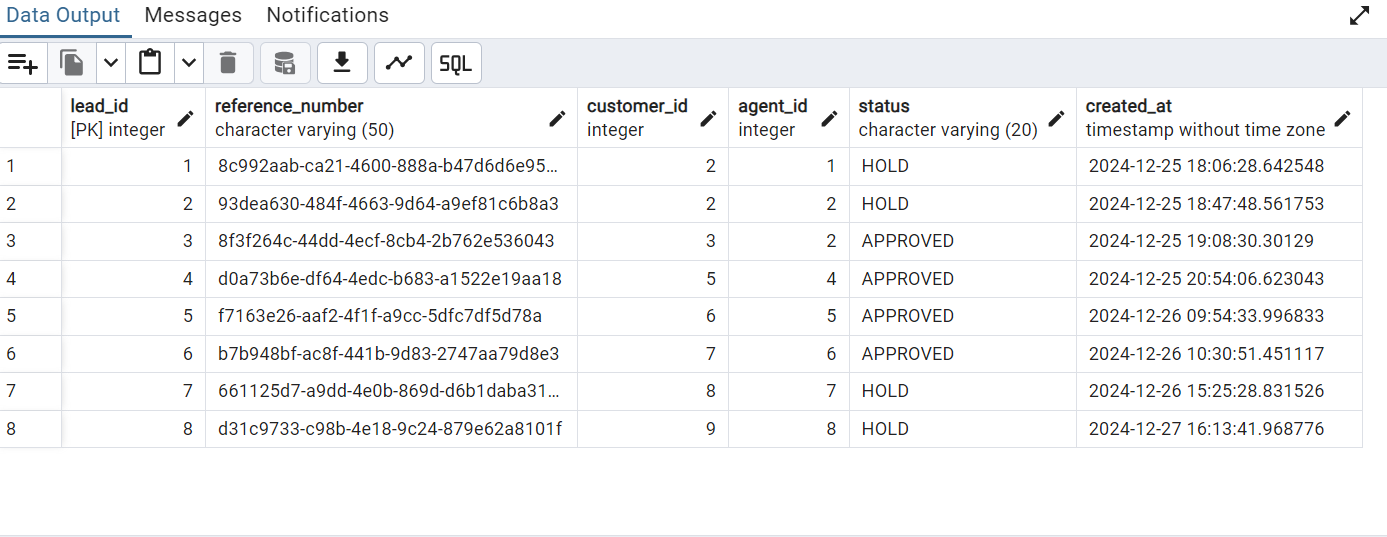 Data Output Messages Notifications
SQL
lead_id reference_number customer_id agent_id status created_at
[PK] integer character varying (50) integer integer character varying (20) timestamp without time zone
1 1 8c992aab-ca21-4600-888a-b47d6d6e95… 2 1 HOLD 2024-12-25 18:06:28.642548
2 2 93dea630-484f-4663-9d64-a9ef81c6b8a3 2 2 HOLD 2024-12-25 18:47:48.561753
3 3 8f3f264c-44dd-4ecf-8cb4-2b762e536043 3 2 APPROVED 2024-12-25 19:08:30.30129
4 4 d0a73b6e-df64-4edc-b683-a1522e19aa18 5 4 APPROVED 2024-12-25 20:54:06.623043
5 5 f7163e26-aaf2-4f1f-a9cc-5dfc7df5d78a 6 5 APPROVED 2024-12-26 09:54:33.996833
6 6 b7b948bf-ac8f-441b-9d83-2747aa79d8e3 7 6 APPROVED 2024-12-26 10:30:51.451117
7 7 661125d7-a9dd-4e0b-869d-d6b1daba31… 8 7 HOLD 2024-12-26 15:25:28.831526
8 8 d31c9733-c98b-4e18-9c24-879e62a8101f 9 8 HOLD 2024-12-27 16:13:41.968776